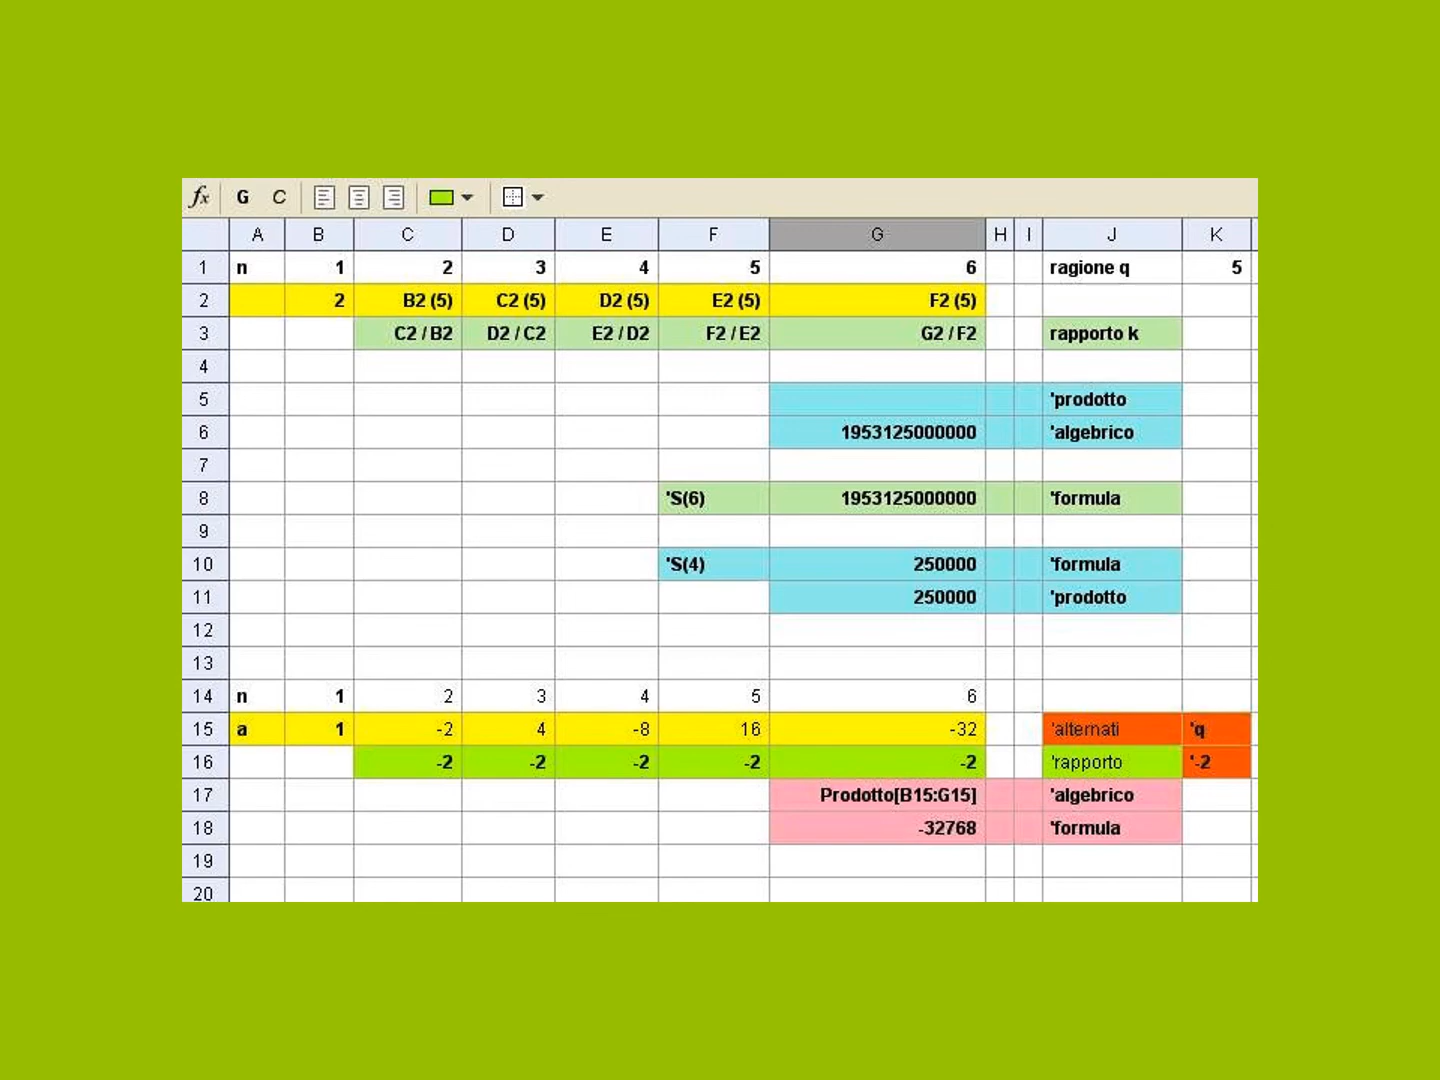 fx G C
A B C D E F G H I J K
1 n 1 2 3 4 5 6 ragione q 5
2 2 B2 (5) C2 (5) D2 (5) E2 (5) F2 (5)
3 C2 / B2 D2 / C2 E2 / D2 F2 / E2 G2 / F2 rapporto k
4
5 'prodotto
6 1953125000000 'algebrico
7
8 'S(6) 1953125000000 'formula
9
10 'S(4) 250000 'formula
11 250000 'prodotto
12
13
14 n 1 2 3 4 5 6
15 a 1 -2 4 -8 16 -32 'alternati 'q
16 -2 -2 -2 -2 -2 'rapporto '-2
17 Prodotto[B15:G15] 'algebrico
18 -32768 'formula
19
20